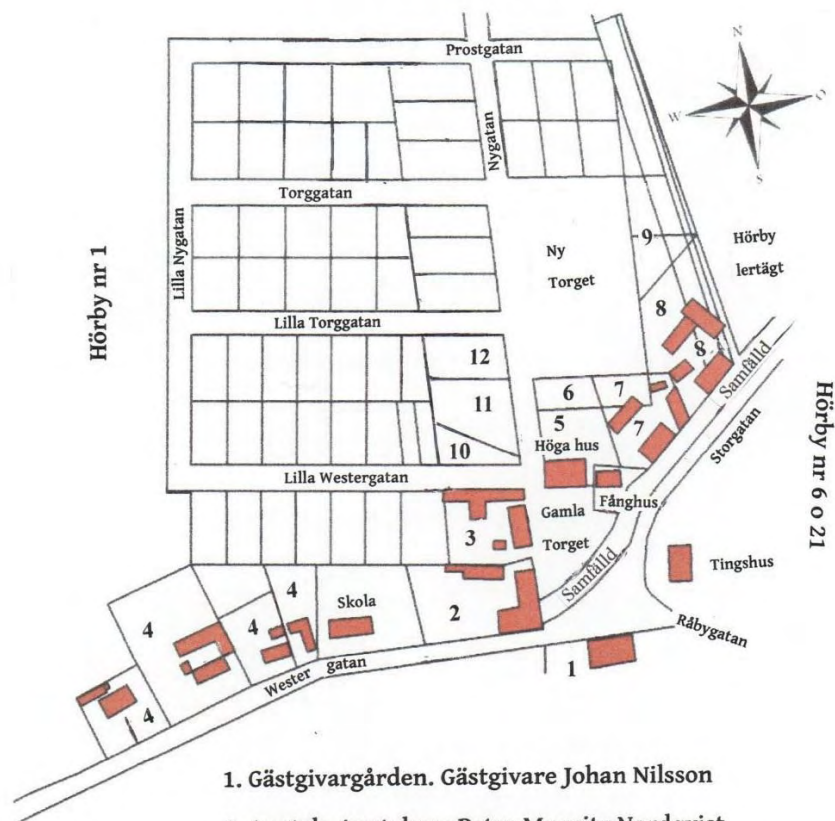 Prostgatan
N
W
O
S
Nygatan
Torggatan
Lilla Nygatan
Hörby nr 1
9
Hörby
lertägt
Ny
Torget
8
Lilla Torggatan
8
12
Samfälld
6
7
11
5
7
Storgatan
Hörby nr 6 o 21
10
Höga hus
Lilla Westergatan
Fånghus
Gamla
3
Torget
Tingshus
Samfälld
4
Skola
2
4
4
Råbygatan
Wester gatan
1
4
1. Gästgivargården. Gästgivare Johan Nilsson